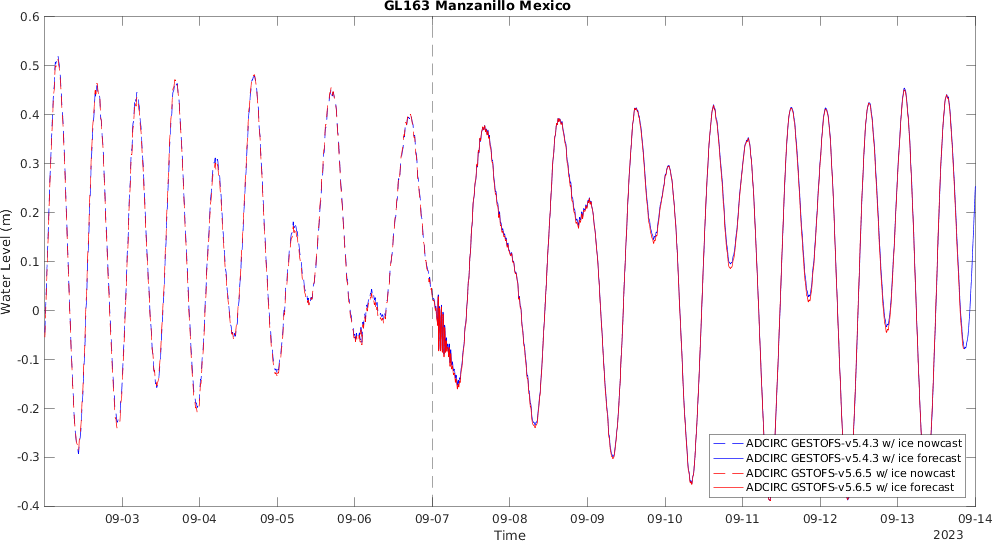 GL163 Manzanillo Mexico
0.6
0.5
0.4
0.3
0.2
0.1
0
-0.1
-0.2
-0.3
-0.4
Water Level (m)
ADCIRC GESTOFS-v5.4.3 w/ ice nowcast
ADCIRC GESTOFS-v5.4.3 w/ ice forecast
ADCIRC GSTOFS-v5.6.5 w/ ice nowcast
ADCIRC GSTOFS-v5.6.5 w/ ice forecast
09-03 09-04 09-05 09-06 09-07 09-08 09-09 09-10 09-11 09-12 09-13 09-14
Time
2023